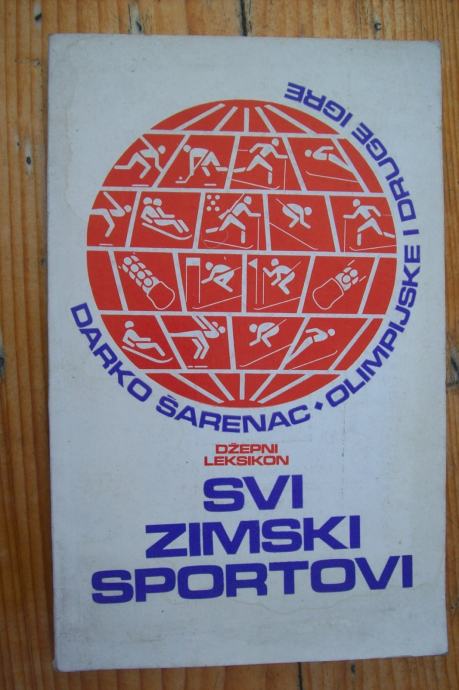 DARKO ŠARENAC • OLIMPIJSKE I DRUGE IGRE
DŽEPNI
LEKSIKON
SVI
ZIMSKI
SPORTOVI